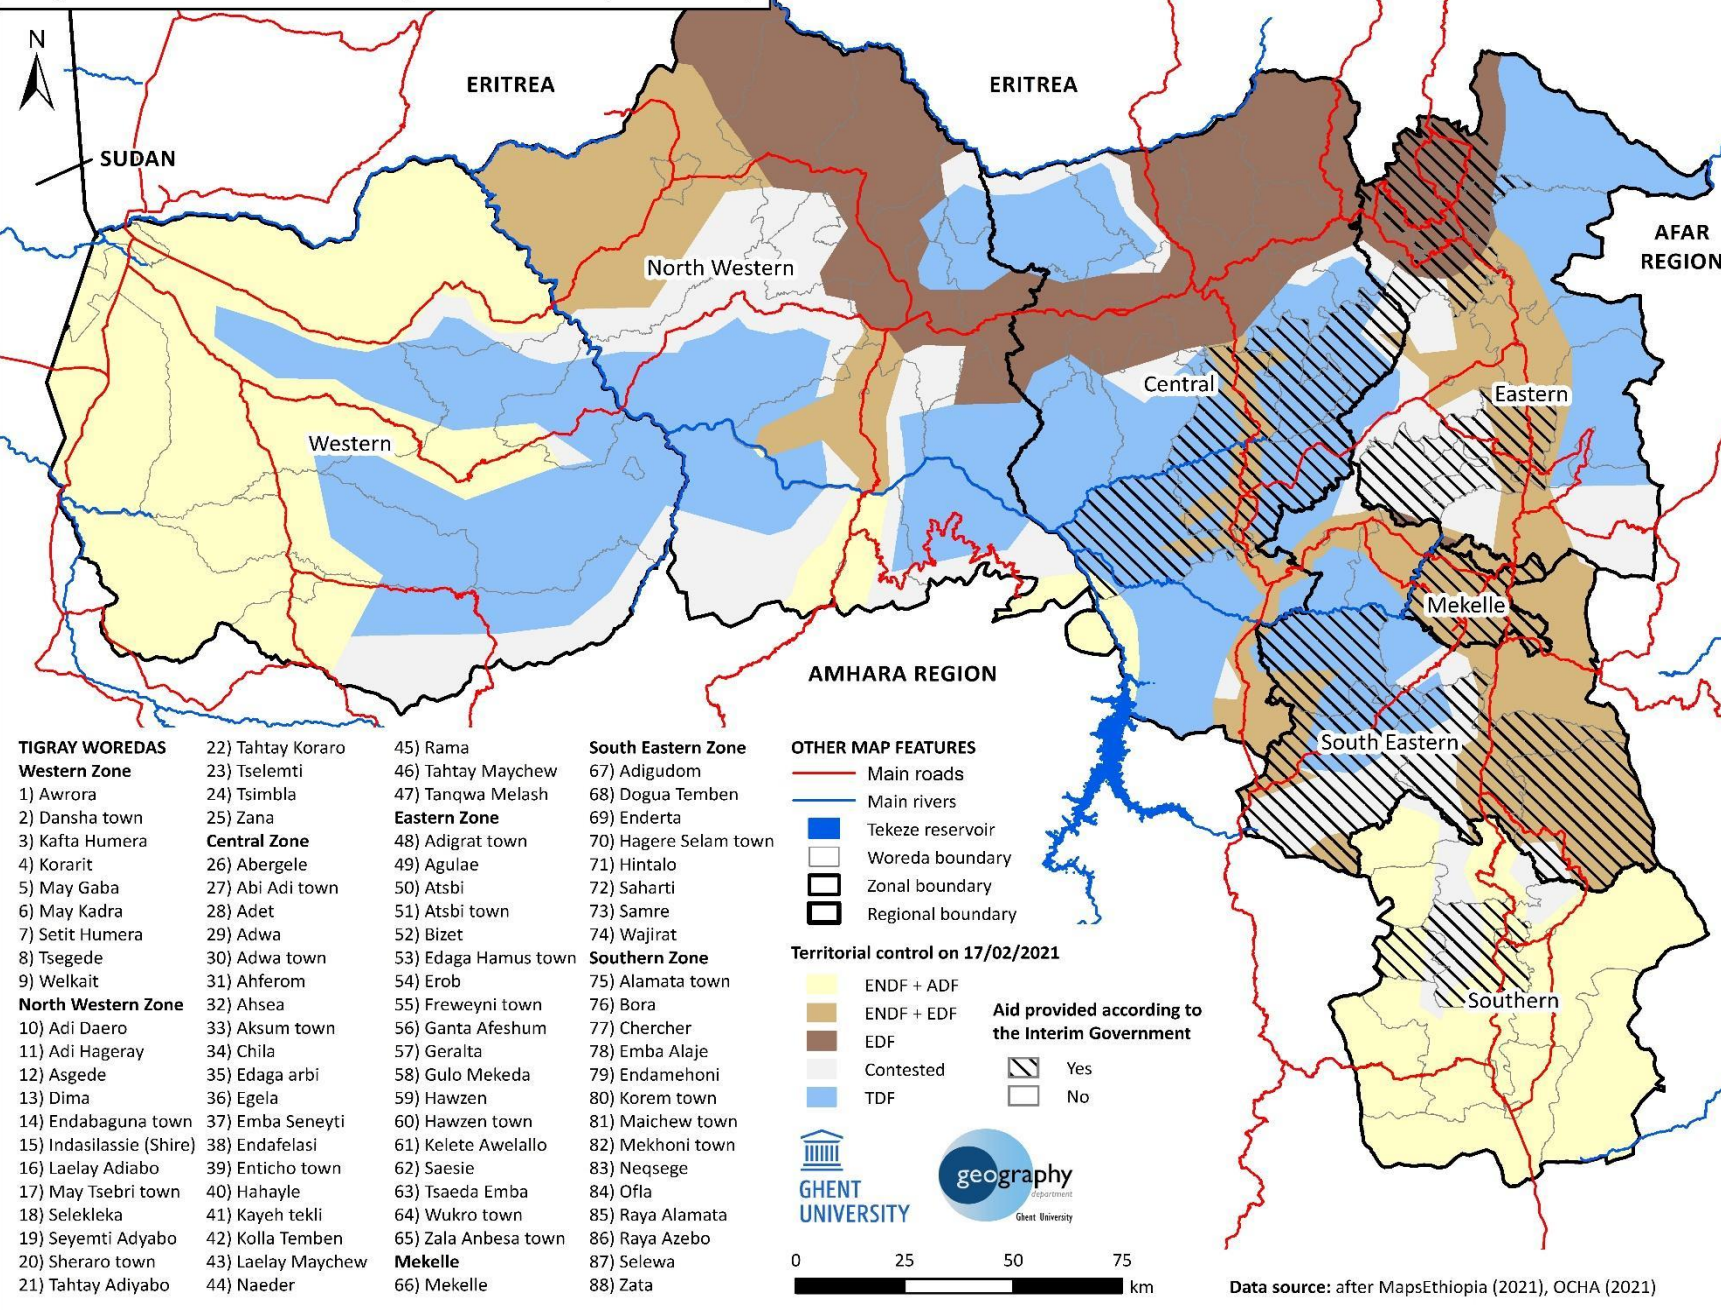 N
ERITREA
ERITREA
SUDAN
AFAR
REGION
North Western
Central
Eastern
Western
Mekelle
AMHARA REGION
South Eastern
Southern
TIGRAY WOREDAS
Western Zone
1) Awrora
2) Dansha town
3) Kafta Humera
4) Korarit
5) May Gaba
6) May Kadra
7) Setit Humera
8) Tsegede
9) Welkait
North Western Zone
10) Adi Daero
11) Adi Hageray
12) Asgede
13) Dima
14) Endabaguna town
15) Indasilassie (Shire)
16) Laelay Adiabo
17) May Tsebri town
18) Selekleka
19) Seyemti Adyabo
20) Sheraro town
21) Tahtay Adiyabo
22) Tahtay Koraro
23) Tselemti
24) Tsimbla
25) Zana
Central Zone
26) Abergele
27) Abi Adi town
28) Adet
29) Adwa
30) Adwa town
31) Ahferom
32) Ahsea
33) Aksum town
34) Chila
35) Edaga arbi
36) Egela
37) Emba Seneyti
38) Endafelasi
39) Enticho town
40) Hahayle
41) Kayeh tekli
42) Kolla Temben
43) Laelay Maychew
44) Naeder
45) Rama
46) Tahtay Maychew
47) Tanqwa Melash
Eastern Zone
48) Adigrat town
49) Agulae
50) Atsbi
51) Atsbi town
52) Bizet
53) Edaga Hamus town
54) Erob
55) Freweyni town
56) Ganta Afeshum
57) Geralta
58) Gulo Mekeda
59) Hawzen
60) Hawzen town
61) Kelete Awelallo
62) Saesie
63) Tsaeda Emba
64) Wukro town
65) Zala Anbesa town
Mekelle
66) Mekelle
South Eastern Zone
67) Adigudom
68) Dogua Temben
69) Enderta
70) Hagere Selam town
71) Hintalo
72) Saharti
73) Samre
74) Wajirat
Southern Zone
75) Alamata town
76) Bora
77) Chercher
78) Emba Alaje
79) Endamehoni
80) Korem town
81) Maichew town
82) Mekhoni town
83) Neqsege
84) Ofla
85) Raya Alamata
86) Raya Azebo
87) Selewa
88) Zata
OTHER MAP FEATURES
Main roads
Main rivers
Tekeze reservoir
Woreda boundary
Zonal boundary
Regional boundary
Territorial control on 17/02/2021
ENDF + ADF
ENDF + EDF
EDF
Contested
TDF
Aid provided according to
the Interim Government
Yes
No
GHENT
UNIVERSITY
geography
department
Ghent University
0 25 50 75
km
Data source: after MapsEthiopia (2021), OCHA (2021)